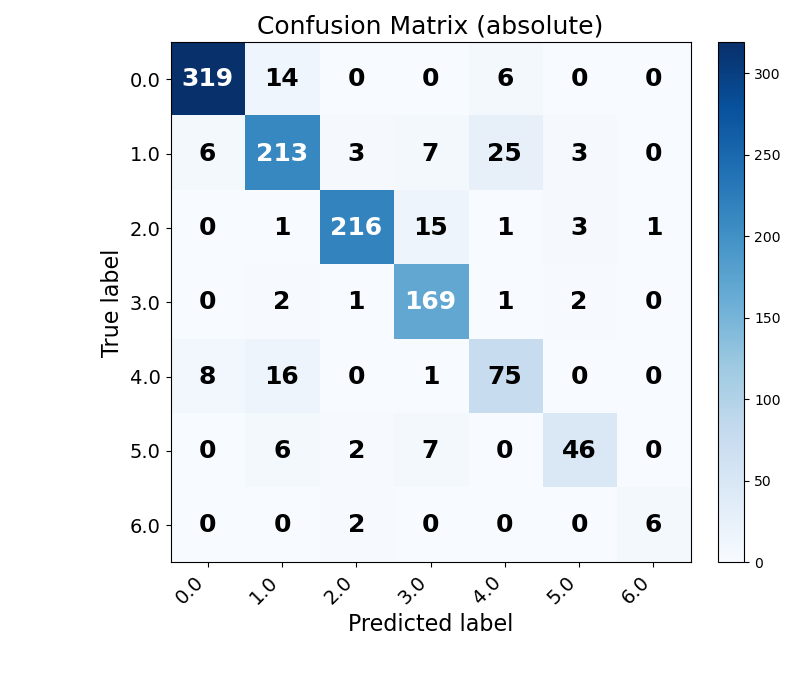 Confusion Matrix (absolute)
0.0 319 14 0 0 6 0 0
1.0 6 213 3 7 25 3 0
2.0 0 1 216 15 1 3 1
3.0 0 2 1 169 1 2 0
4.0 8 16 0 1 75 0 0
5.0 0 6 2 7 0 46 0
6.0 0 0 2 0 0 0 6
0.0 1.0 2.0 3.0 4.0 5.0 6.0
Predicted label
True label
300
250
200
150
100
50
0